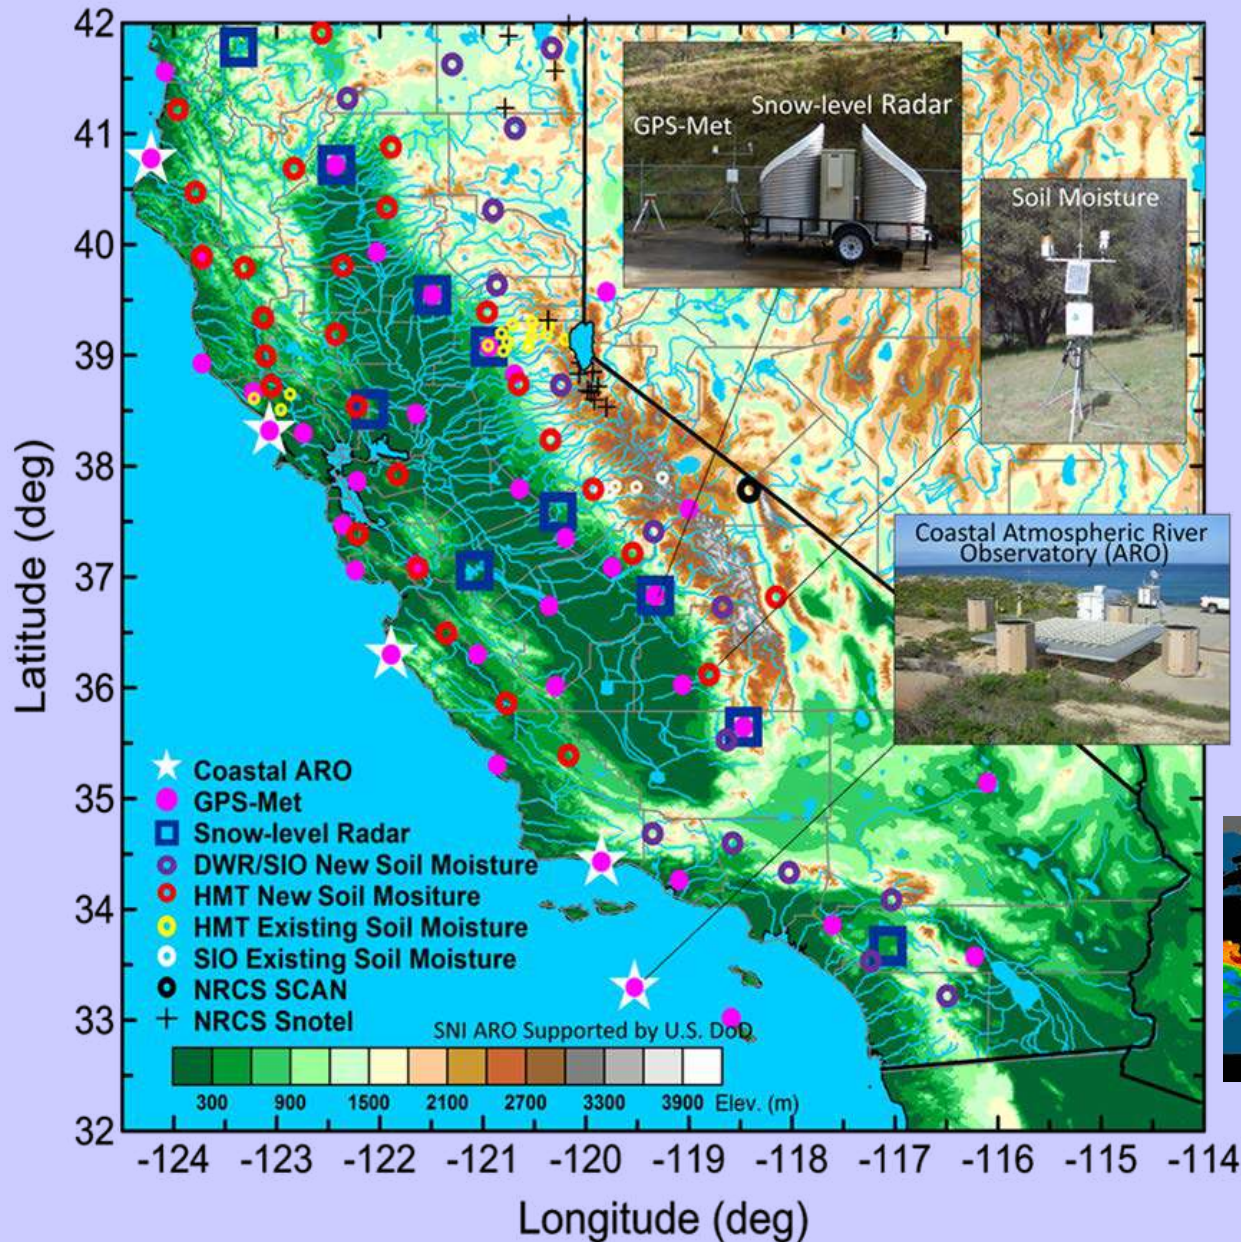 42
41
40
39
38
37
36
35
34
33
32
Latitude (deg)
GPS-Met
Snow-level Radar
Soil Moisture
Coastal Atmospheric River
Observatory (ARO)
Coastal ARO
GPS-Met
Snow-level Radar
DWR/SIO New Soil Moisture
HMT New Soil Mositure
HMT Existing Soil Moisture
SIO Existing Soil Moisture
NRCS SCAN
NRCS Snotel
SNI ARO Supported by U.S. DoD
300 900 1500 2100 2700 3300 3900 Elev. (m)
-124 -123 -122 -121 -120 -119 -118 -117 -116 -115 -114
Longitude (deg)